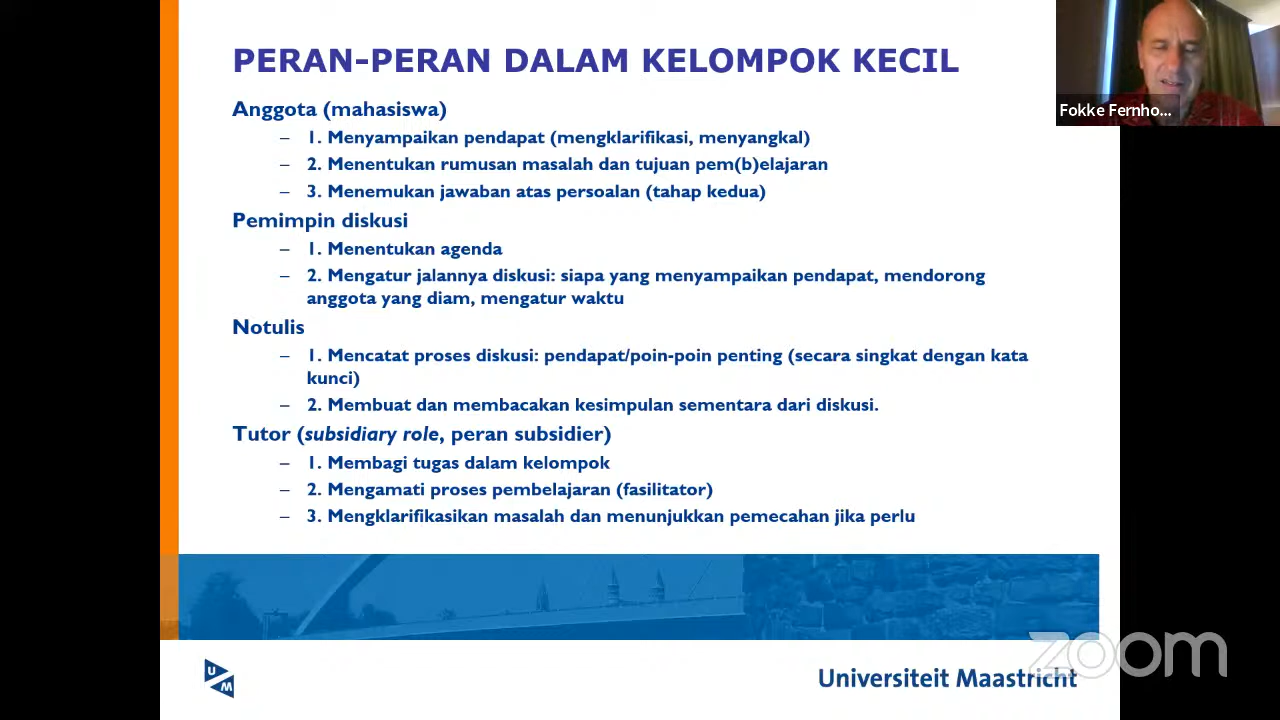 PERAN-PERAN DALAM KELOMPOK KECIL
Anggota (mahasiswa)
– 1. Menyampaikan pendapat (mengklarifikasi, menyangkal)
– 2. Menentukan rumusan masalah dan tujuan pem(b)elajaran
– 3. Menemukan jawaban atas persoalan (tahap kedua)
Pemimpin diskusi
– 1. Menentukan agenda
– 2. Mengatur jalannya diskusi: siapa yang menyampaikan pendapat, mendorong
anggota yang diam, mengatur waktu
Notulis
– 1. Mencatat proses diskusi: pendapat/poin-poin penting (secara singkat dengan kata
kunci)
– 2. Membuat dan membacakan kesimpulan sementara dari diskusi.
Tutor (subsidiary role, peran subsidier)
– 1. Membagi tugas dalam kelompok
– 2. Mengamati proses pembelajaran (fasilitator)
– 3. Mengklarifikasikan masalah dan menunjukkan pemecahan jika perlu
Fokke Fernho...
UM
Universiteit Maastricht
zoom